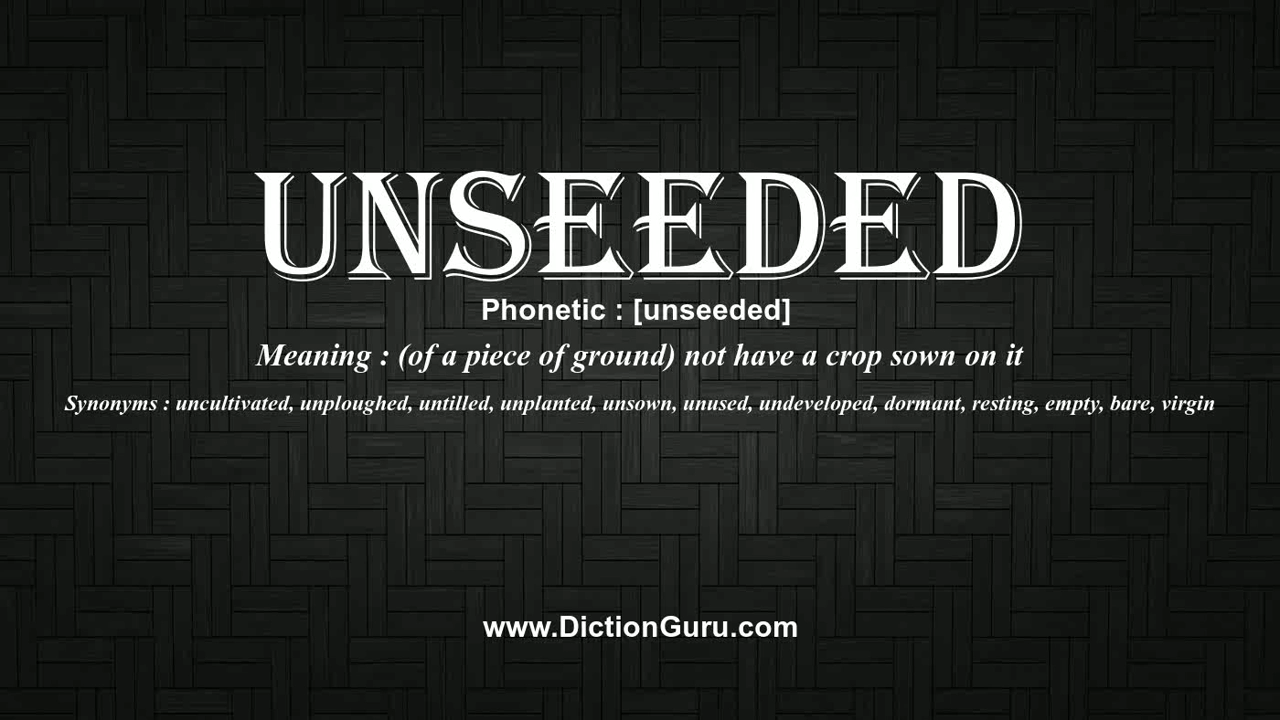 UNSEEDED
Phonetic : [unseeded]
Meaning : (of a piece of ground) not have a crop sown on it
Synonyms : uncultivated, unploughed, untilled, unplanted, unsown, unused, undeveloped, dormant, resting, empty, bare, virgin
www.DictionGuru.com